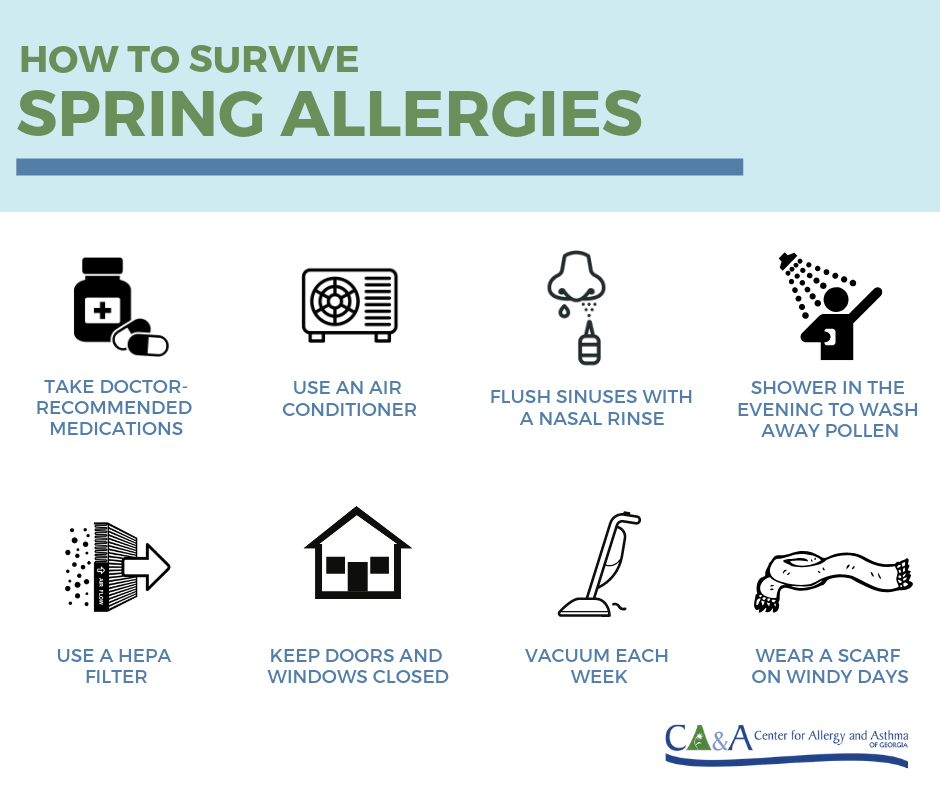 HOW TO SURVIVE
SPRING ALLERGIES
TAKE DOCTOR-
RECOMMENDED
MEDICATIONS
USE AN AIR
CONDITIONER
FLUSH SINUSES WITH
A NASAL RINSE
SHOWER IN THE
EVENING TO WASH
AWAY POLLEN
AIR FLOW
USE A HEPA
FILTER
KEEP DOORS AND
WINDOWS CLOSED
VACUUM EACH
WEEK
WEAR A SCARF
ON WINDY DAYS
CA&A Center for Allergy and Asthma
OF GEORGIA